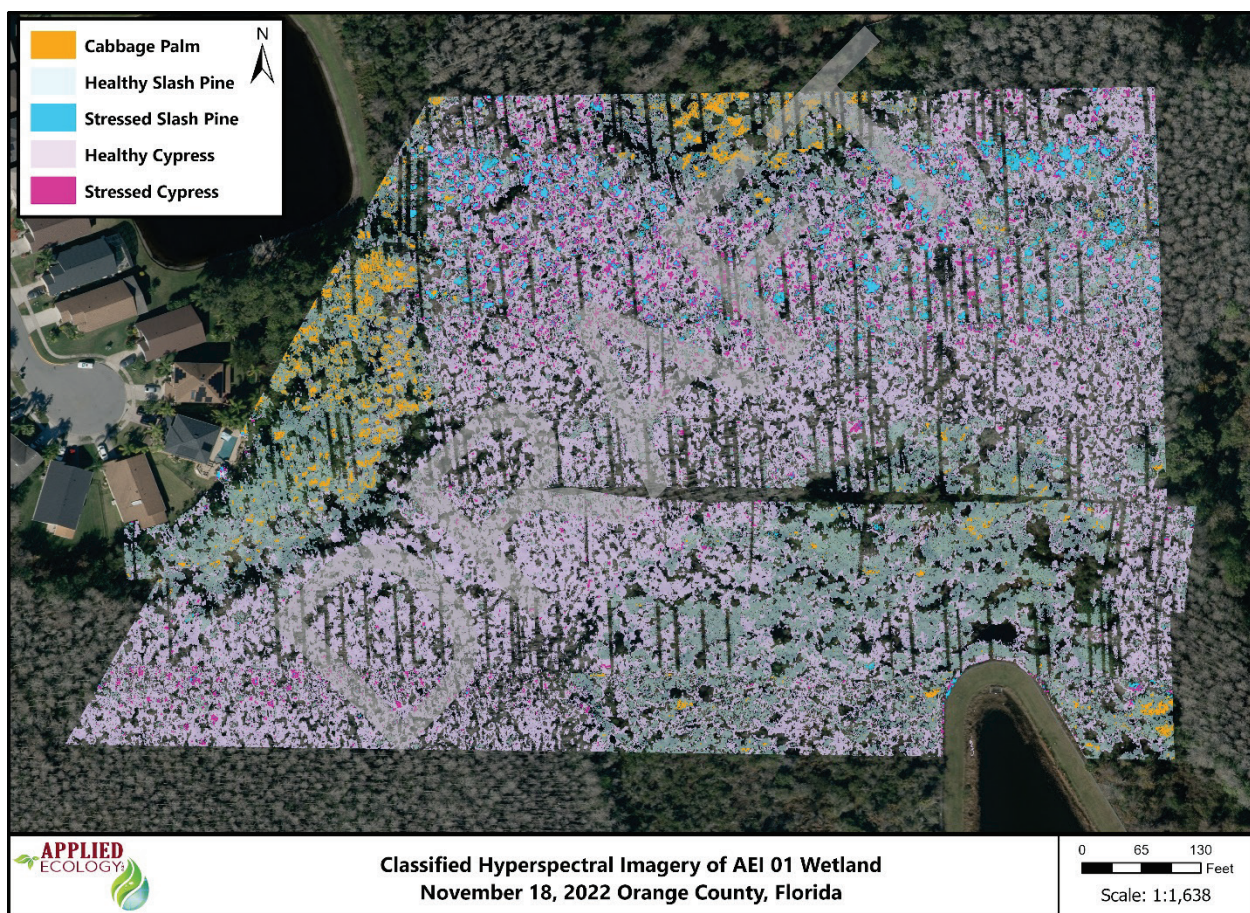 Cabbage Palm
Healthy Slash Pine
Stressed Slash Pine
Healthy Cypress
Stressed Cypress
N
DRAFT
APPLIED
ECOLOGY
Classified Hyperspectral Imagery of AEI 01 Wetland
November 18, 2022 Orange County, Florida
0 65 130
Feet
Scale: 1:1,638